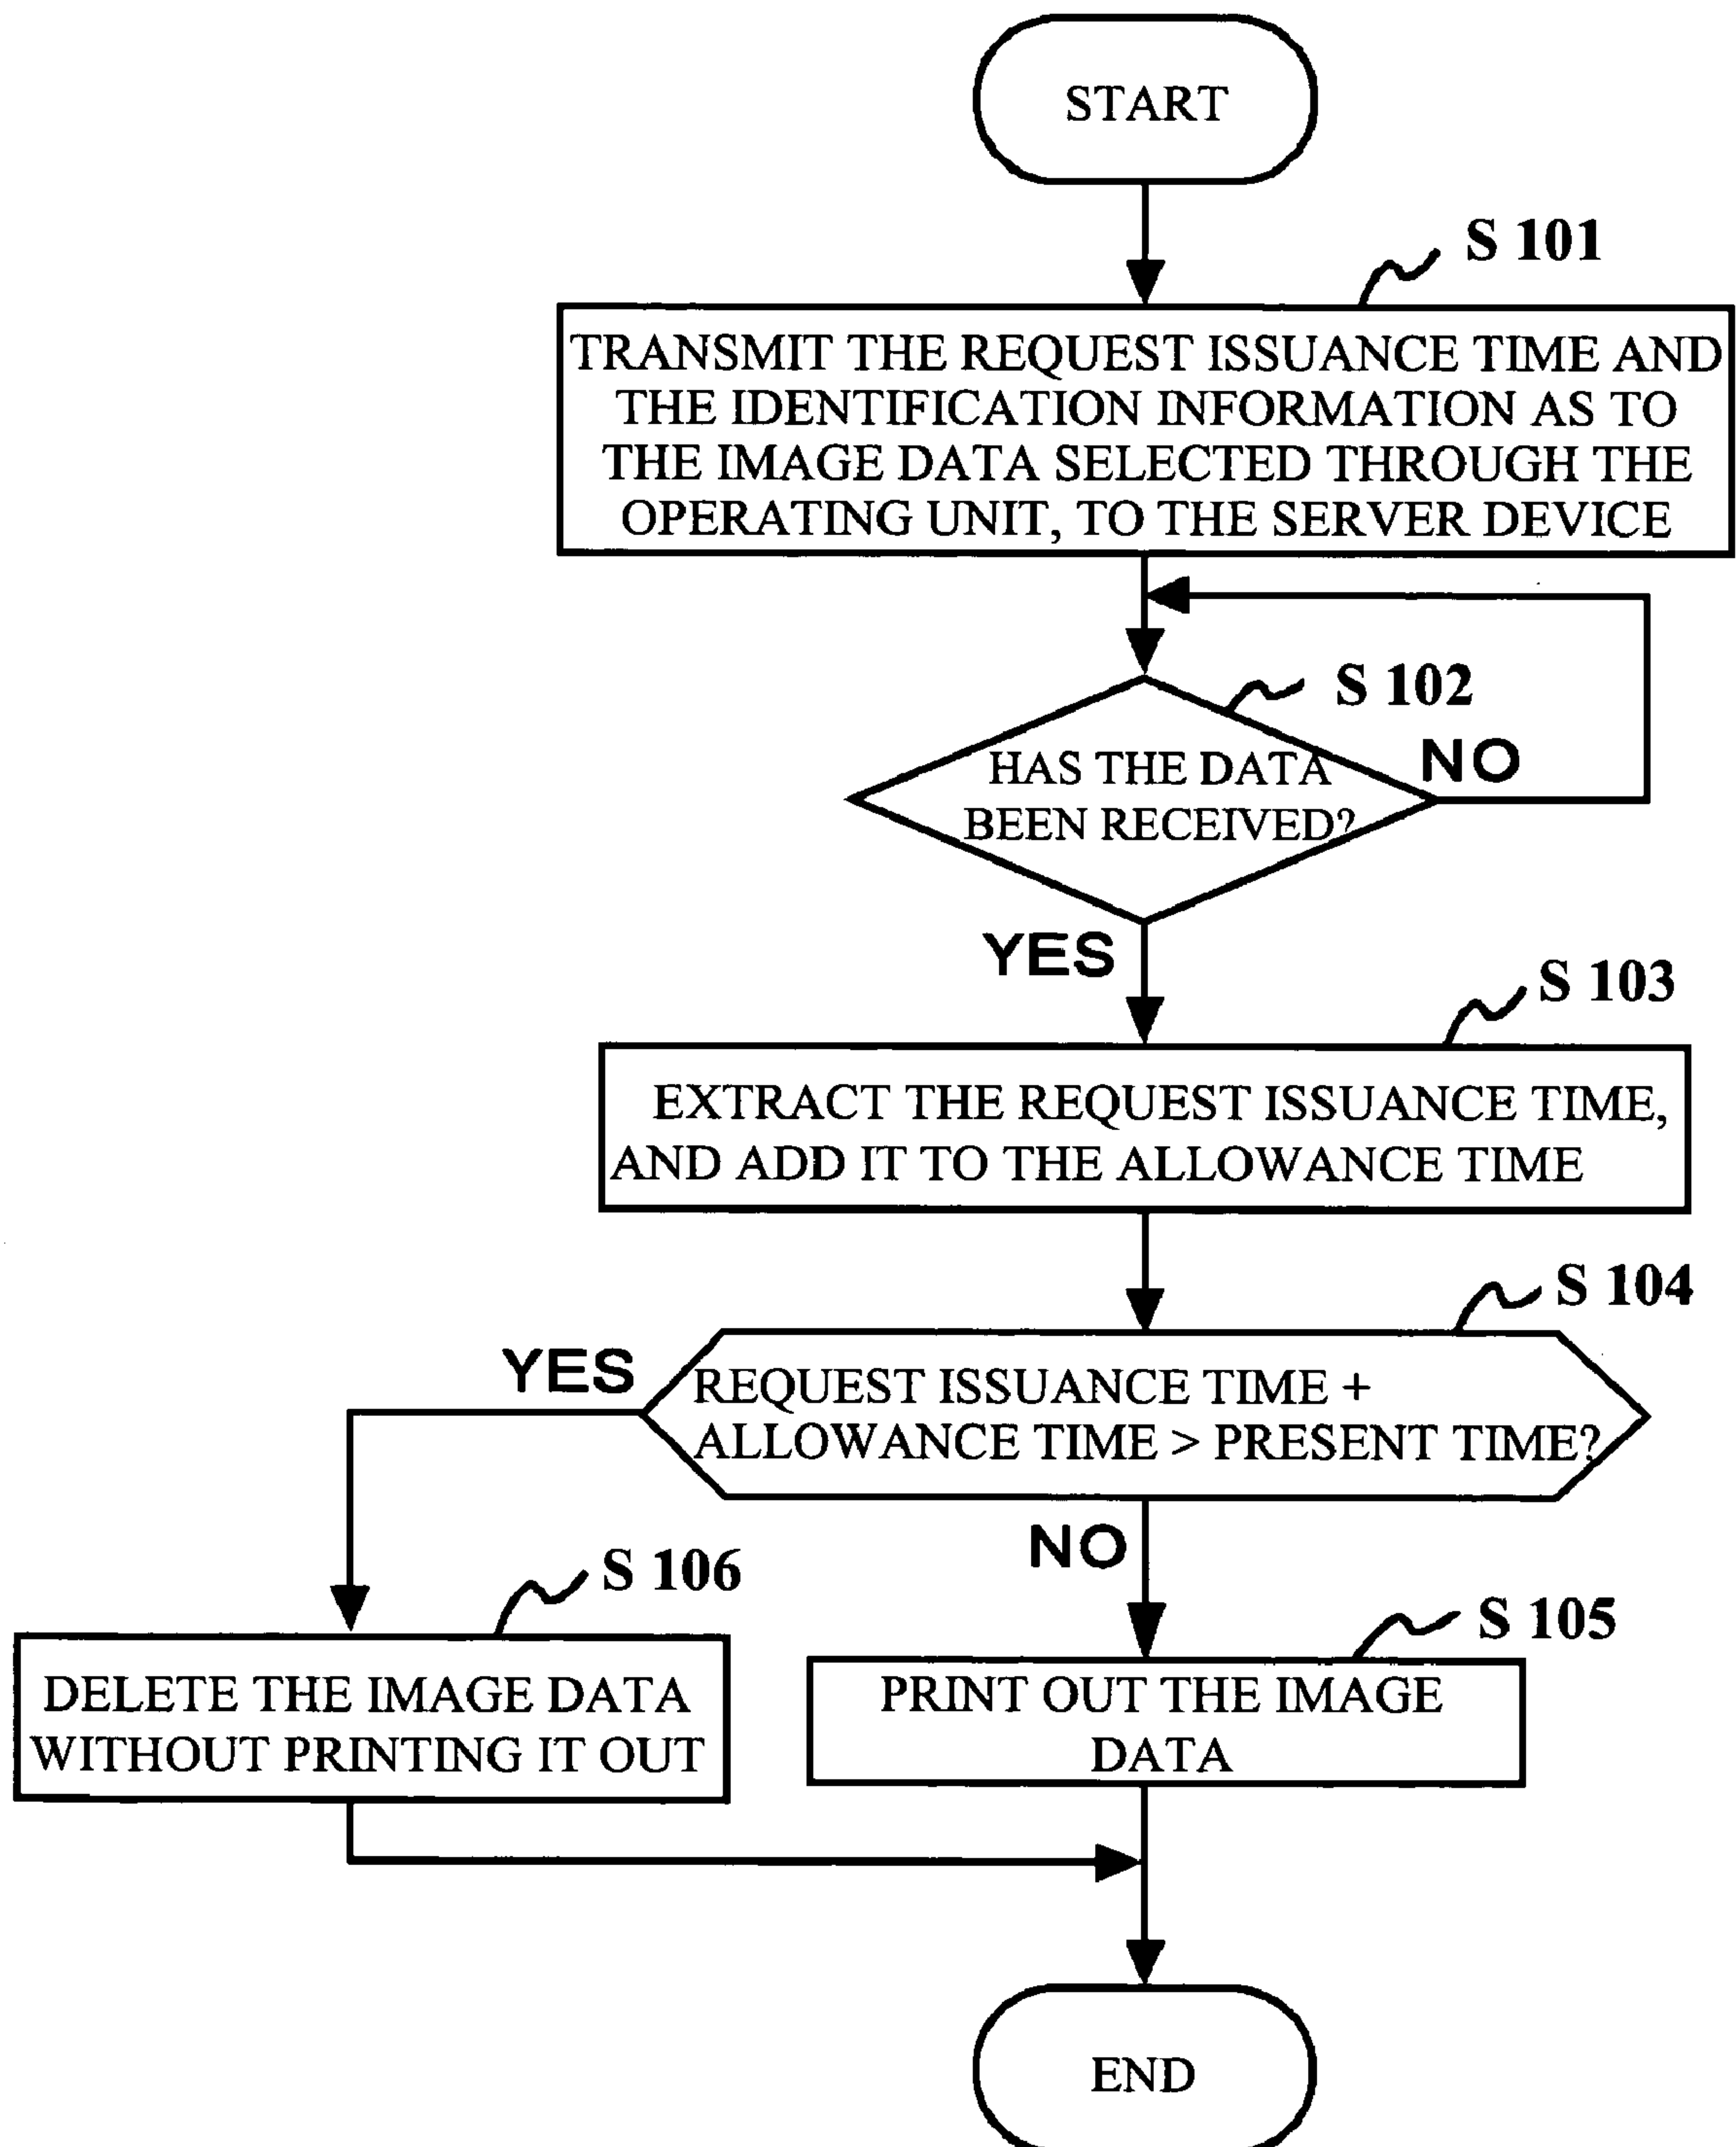 START
S 101
TRANSMIT THE REQUEST ISSUANCE TIME AND
THE IDENTIFICATION INFORMATION AS TO
THE IMAGE DATA SELECTED THROUGH THE
OPERATING UNIT, TO THE SERVER DEVICE
S 102
HAS THE DATA
BEEN RECEIVED?
NO
YES
S 103
EXTRACT THE REQUEST ISSUANCE TIME,
AND ADD IT TO THE ALLOWANCE TIME
S 104
YES
REQUEST ISSUANCE TIME +
ALLOWANCE TIME > PRESENT TIME?
NO
S 106
DELETE THE IMAGE DATA
WITHOUT PRINTING IT OUT
S 105
PRINT OUT THE IMAGE
DATA
END